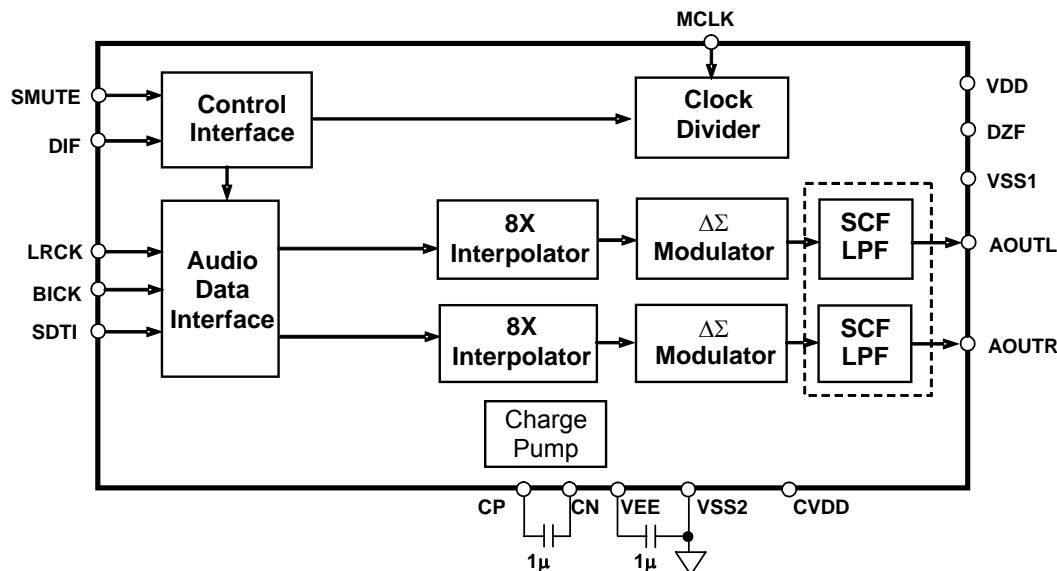 MCLK
SMUTE
DIF
Control
Interface
Clock
Divider
VDD
DZF
VSS1
LRCK
BICK
SDTI
Audio
Data
Interface
8X
Interpolator
ΔΣ
Modulator
SCF
LPF
AOUTL
8X
Interpolator
ΔΣ
Modulator
SCF
LPF
AOUTR
Charge
Pump
CP
CN
VEE
VSS2
CVDD
1μ
1μ